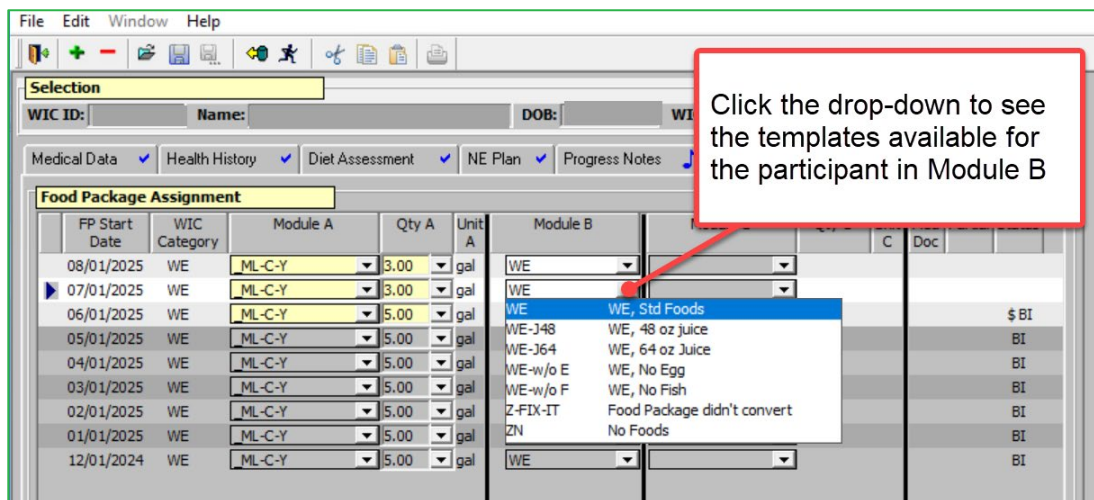 File Edit Window Help
Selection
WIC ID: Name: DOB:
Click the drop-down to see
the templates available for
the participant in Module B
Medical Data Health History Diet Assessment NE Plan Progress Notes
Food Package Assignment
FP Start Date WIC Category Module A Qty A Unit A Module B C Doc
08/01/2025 WE _ML-C-Y 3.00 gal WE
07/01/2025 WE _ML-C-Y 3.00 gal WE
06/01/2025 WE _ML-C-Y 5.00 gal $ BI
05/01/2025 WE _ML-C-Y 5.00 gal BI
04/01/2025 WE _ML-C-Y 5.00 gal BI
03/01/2025 WE _ML-C-Y 5.00 gal BI
02/01/2025 WE _ML-C-Y 5.00 gal BI
01/01/2025 WE _ML-C-Y 5.00 gal BI
12/01/2024 WE _ML-C-Y 5.00 gal WE BI
WE WE, Std Foods
WE-J48 WE, 48 oz juice
WE-J64 WE, 64 oz Juice
WE-w/o E WE, No Egg
WE-w/o F WE, No Fish
Z-FIX-IT Food Package didn't convert
ZN No Foods